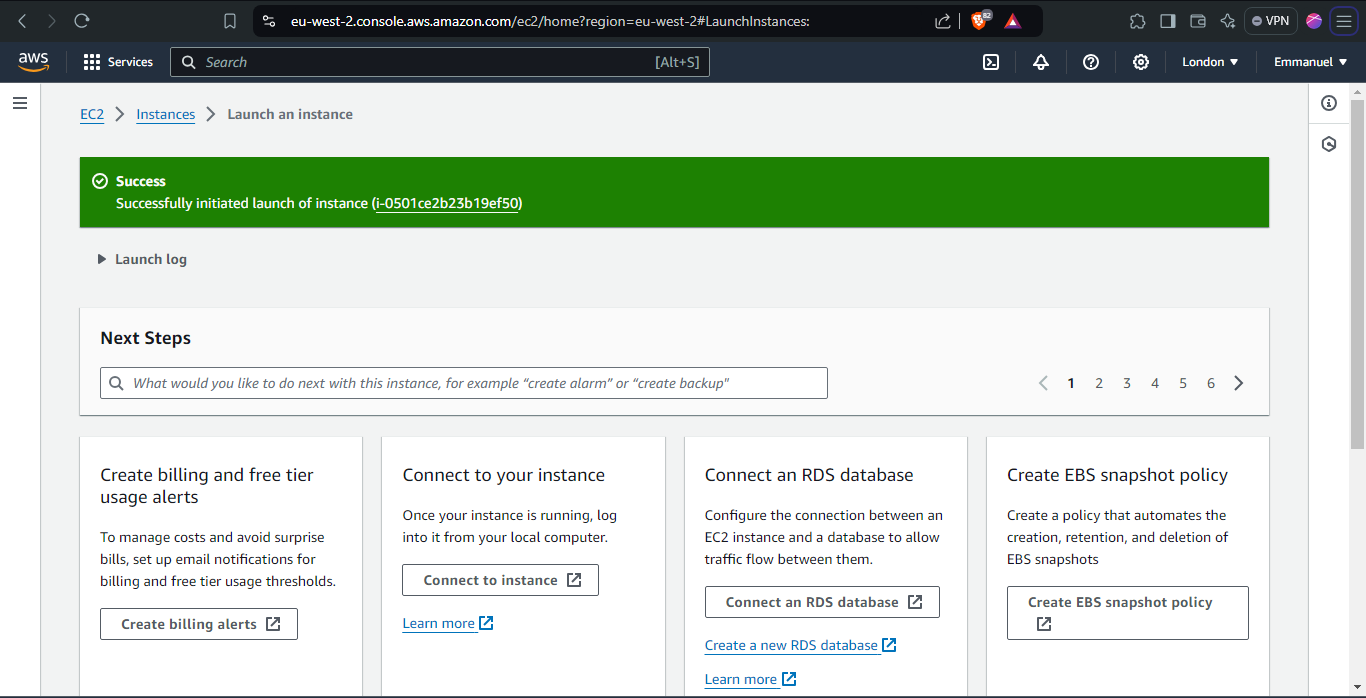 eu-west-2.console.aws.amazon.com/ec2/home?region=eu-west-2#LaunchInstances:
82
VPN
aws
Services
Search
[Alt+S]
London
Emmanuel
EC2
Instances
Launch an instance
Success
Successfully initiated launch of instance (i-0501ce2b23b19ef50)
Launch log
Next Steps
What would you like to do next with this instance, for example “create alarm” or “create backup"
1 2 3 4 5 6
Create billing and free tier
usage alerts
To manage costs and avoid surprise
bills, set up email notifications for
billing and free tier usage thresholds.
Create billing alerts
Connect to your instance
Once your instance is running, log
into it from your local computer.
Connect to instance
Learn more
Connect an RDS database
Configure the connection between an
EC2 instance and a database to allow
traffic flow between them.
Connect an RDS database
Create a new RDS database
Learn more
Create EBS snapshot policy
Create a policy that automates the
creation, retention, and deletion of
EBS snapshots
Create EBS snapshot policy